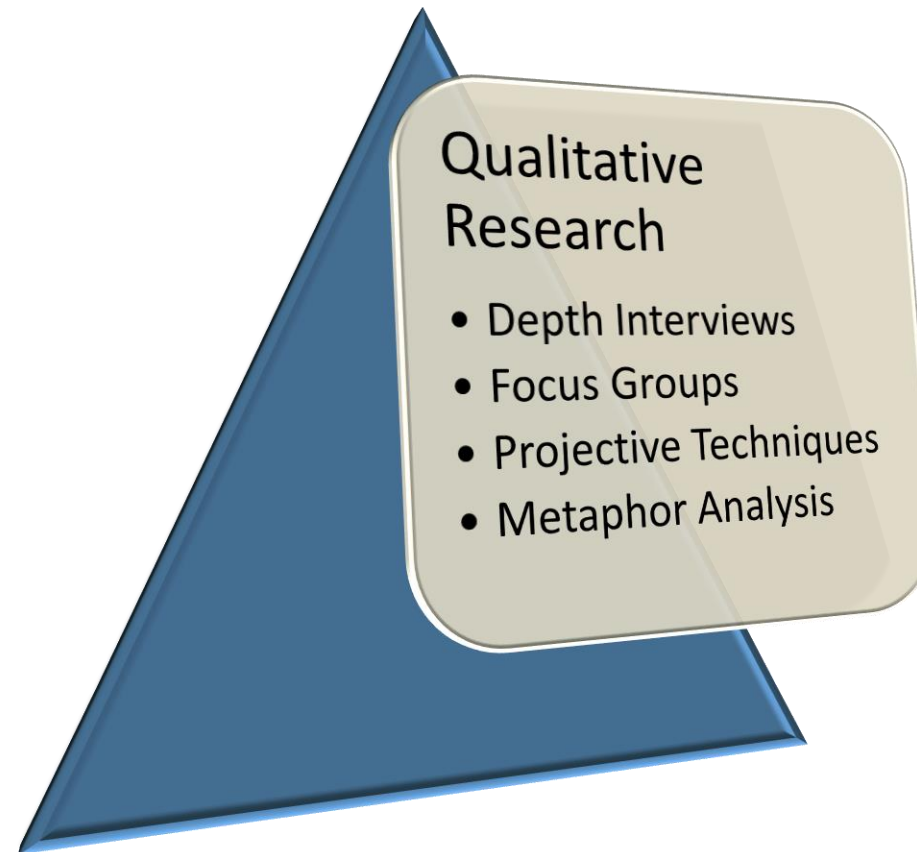 Qualitative
Research
• Depth Interviews
• Focus Groups
• Projective Techniques
• Metaphor Analysis